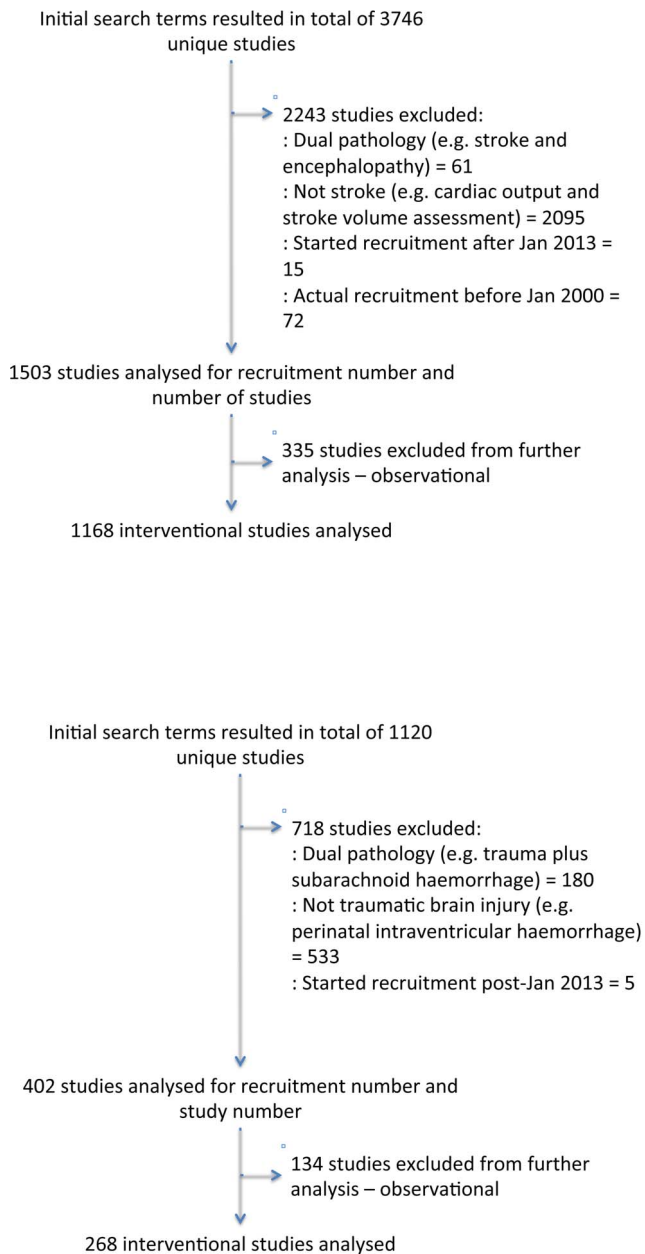 Initial search terms resulted in total of 3746
unique studies
2243 studies excluded:
: Dual pathology (e.g. stroke and
encephalopathy) = 61
: Not stroke (e.g. cardiac output and
stroke volume assessment) = 2095
: Started recruitment after Jan 2013 =
15
: Actual recruitment before Jan 2000 =
72
1503 studies analysed for recruitment number and
number of studies
335 studies excluded from further
analysis – observational
1168 interventional studies analysed
Initial search terms resulted in total of 1120
unique studies
718 studies excluded:
: Dual pathology (e.g. trauma plus
subarachnoid haemorrhage) = 180
: Not traumatic brain injury (e.g.
perinatal intraventricular haemorrhage)
= 533
: Started recruitment post-Jan 2013 = 5
402 studies analysed for recruitment number and
study number
134 studies excluded from further
analysis – observational
268 interventional studies analysed